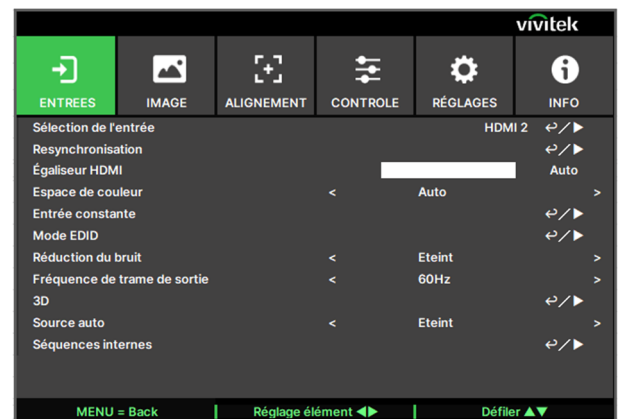 vivitek
ENTREES IMAGE ALIGNEMENT CONTROLE RÉGLAGES INFO
Sélection de l'entrée HDMI 2
Resynchronisation
Égaliseur HDMI Auto
Espace de couleur < Auto >
Entrée constante
Mode EDID
Réduction du bruit < Eteint >
Fréquence de trame de sortie < 60Hz >
3D
Source auto < Eteint >
Séquences internes
MENU = Back Réglage élément ◀▶ Défiler ▲▼